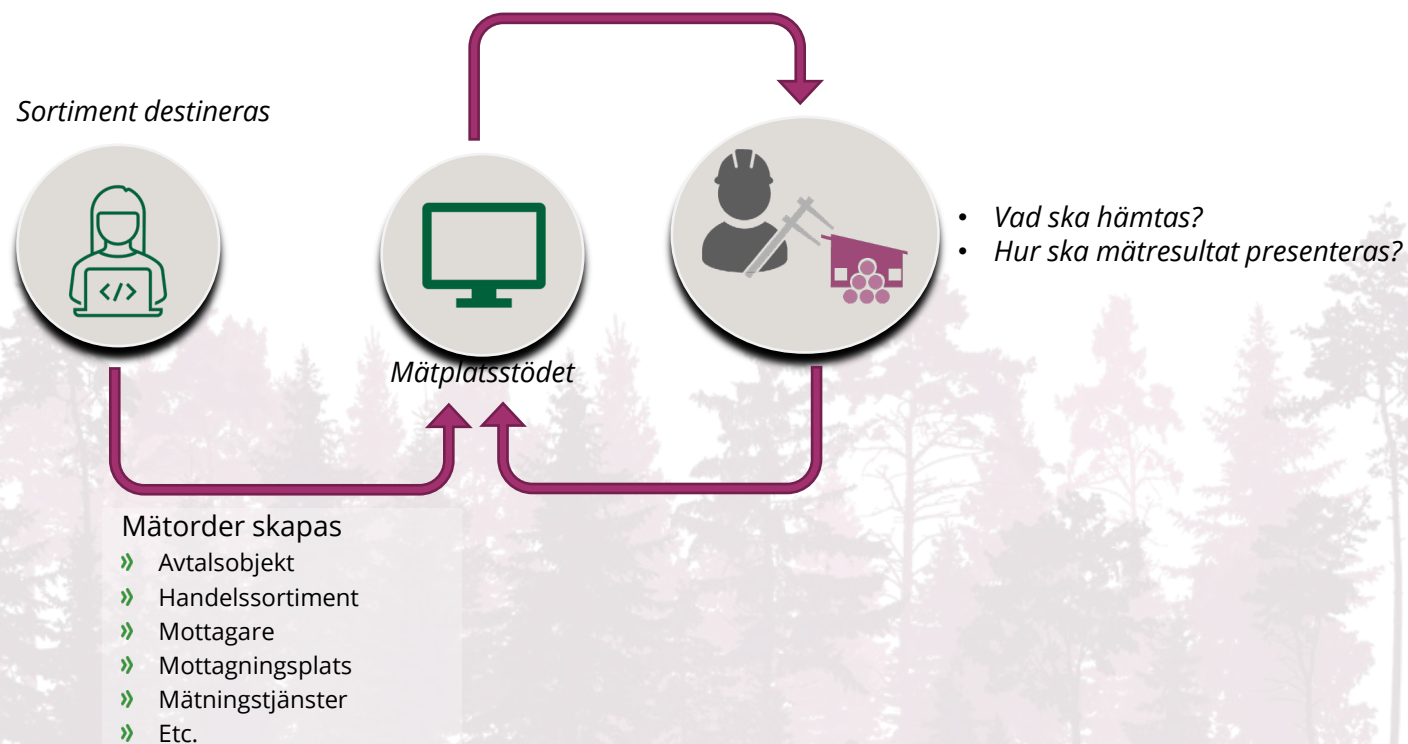 Sortiment destineras
</>
Mätplatsstödet
• Vad ska hämtas?
• Hur ska mätresultat presenteras?
Mätorder skapas
» Avtalsobjekt
» Handelssortiment
» Mottagare
» Mottagningsplats
» Mätningstjänster
» Etc.